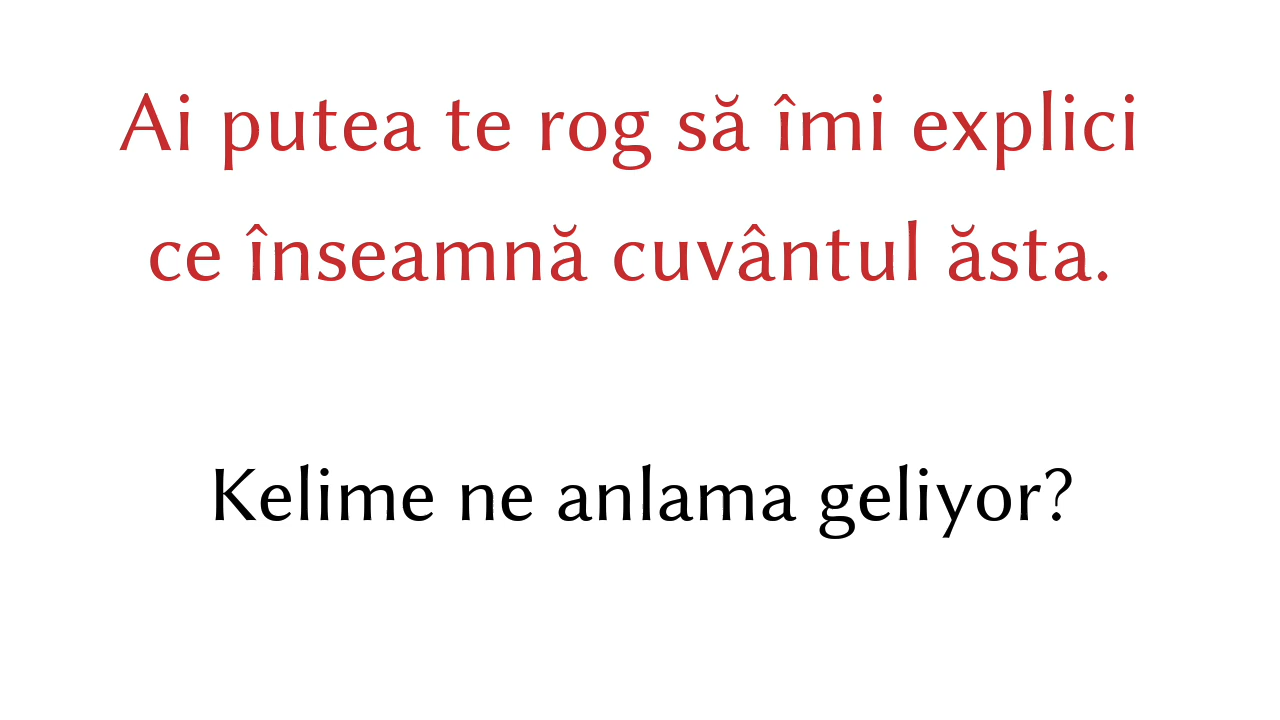 Ai putea te rog să îmi explici
ce înseamnă cuvântul ăsta.
Kelime ne anlama geliyor?